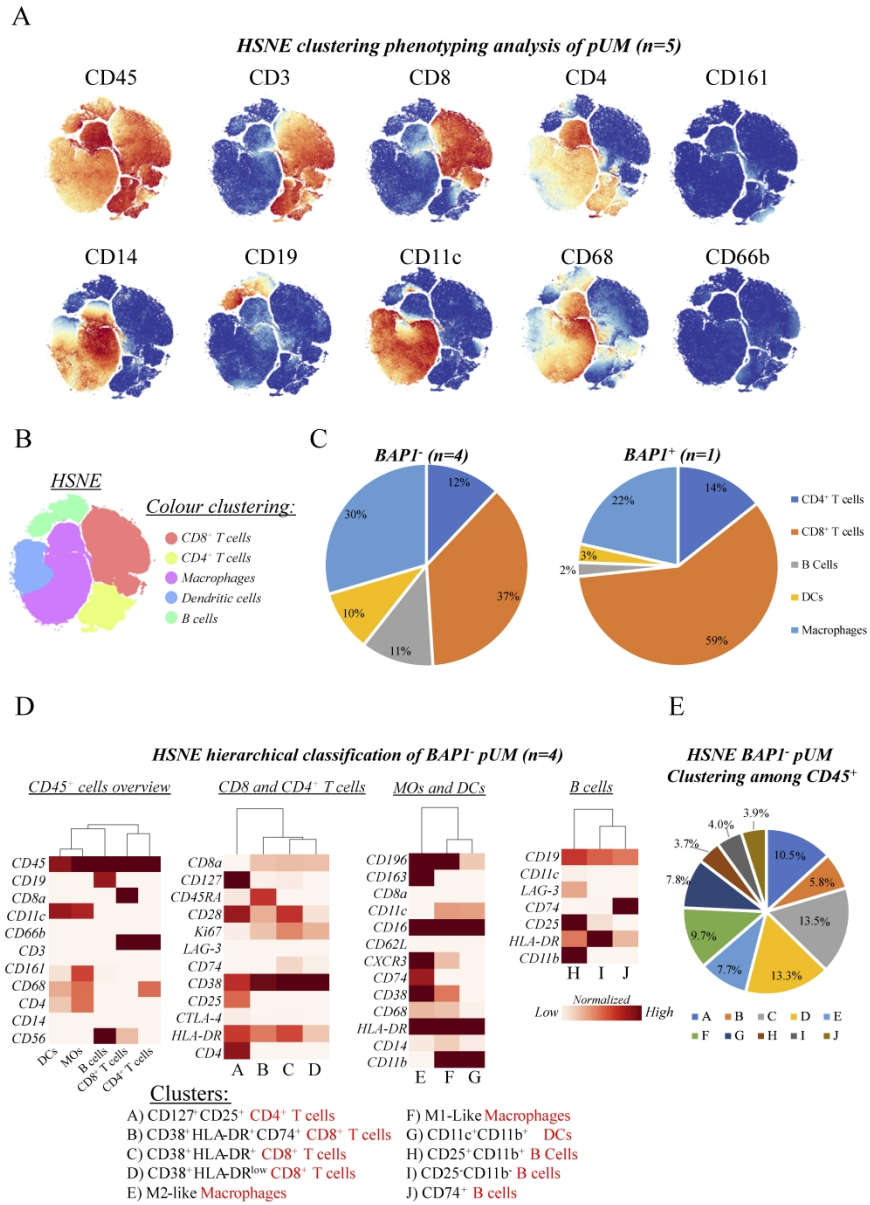 A
HSNE clustering phenotyping analysis of pUM (n=5)
CD45 CD3 CD8 CD4 CD161
CD14 CD19 CD11c CD68 CD66b
B
HSNE
Colour clustering:
CD8⁺ T cells
CD4⁺ T cells
Macrophages
Dendritic cells
B cells
C
BAP1⁻ (n=4)
12%
37%
11%
10%
30%
BAP1⁺ (n=1)
14%
59%
2%
3%
22%
CD4⁺ T cells
CD8⁺ T cells
B Cells
DCs
Macrophages
D
HSNE hierarchical classification of BAP1⁻ pUM (n=4)
CD45⁺ cells overview
CD45
CD19
CD8a
CD11c
CD66b
CD3
CD161
CD68
CD4
CD14
CD56
DCs
MOs
B cells
CD8⁺ T cells
CD4⁺ T cells
CD8 and CD4⁺ T cells
CD8a
CD127
CD45RA
CD28
Ki67
LAG-3
CD74
CD38
CD25
CTLA-4
HLA-DR
CD4
A B C D
MOs and DCs
CD196
CD163
CD8a
CD11c
CD16
CD62L
CXCR3
CD74
CD38
CD68
HLA-DR
CD14
CD11b
E F G
B cells
CD19
CD11c
LAG-3
CD74
CD25
HLA-DR
CD11b
H I J
Normalized
Low High
E
HSNE BAP1⁻ pUM
Clustering among CD45⁺
10.5%
5.8%
13.5%
13.3%
7.7%
9.7%
7.8%
3.7%
4.0%
3.9%
A B C D E
F G H I J
Clusters:
A) CD127⁺CD25⁺ CD4⁺ T cells
B) CD38⁺HLA-DR⁺CD74⁺ CD8⁺ T cells
C) CD38⁺HLA-DR⁺ CD8⁺ T cells
D) CD38⁺HLA-DRˡᵒʷ CD8⁺ T cells
E) M2-like Macrophages
F) M1-Like Macrophages
G) CD11c⁺CD11b⁺ DCs
H) CD25⁺CD11b⁺ B Cells
I) CD25⁻CD11b⁻ B cells
J) CD74⁺ B cells